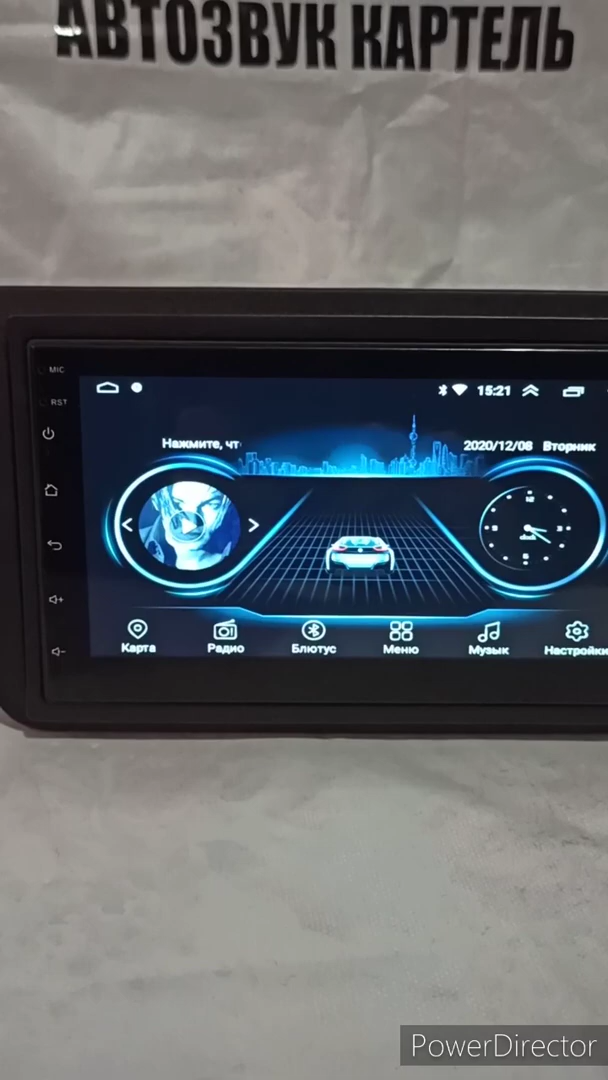 АВТОЗВУК КАРТЕЛЬ
MIC
RST
15:21
Нажмите, чт
2020/12/08 Вторник
Карта Радио Блютус Меню Музык Настройки
PowerDirector